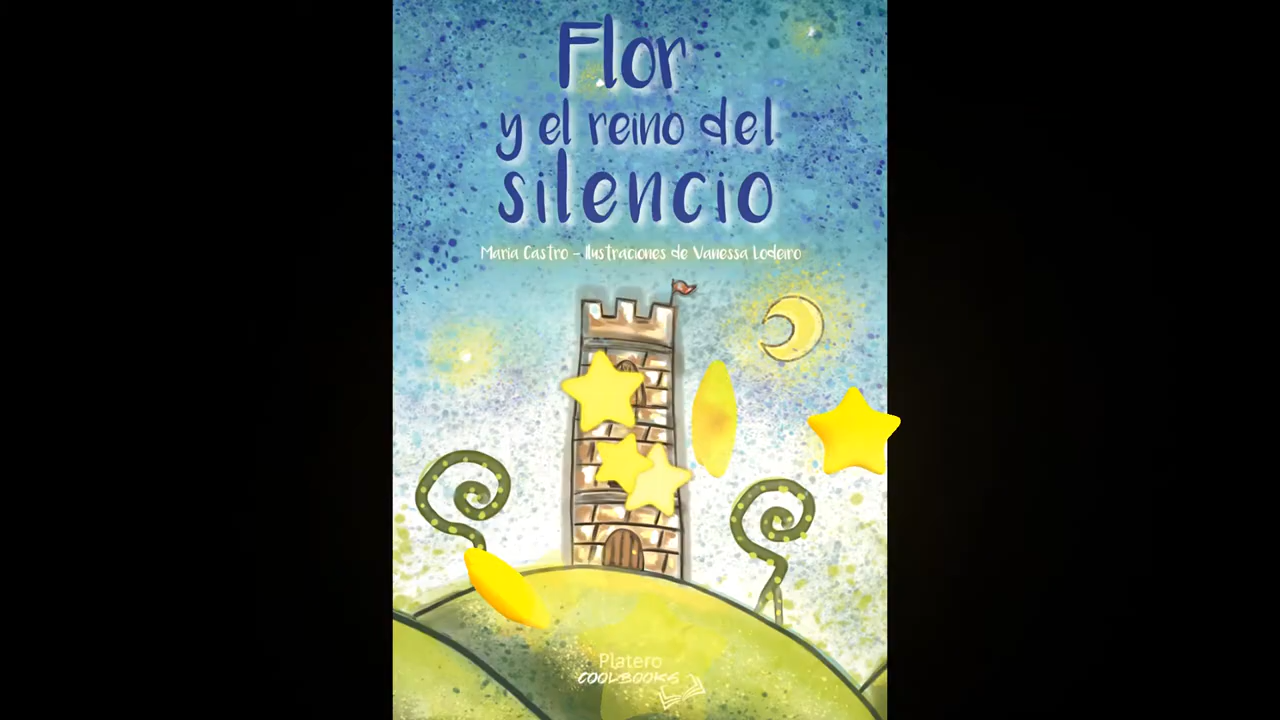 Flor
y el reino del
silencio
María Castro - Ilustraciones de Vanessa Lodeiro
Platero
COOLBOOKS